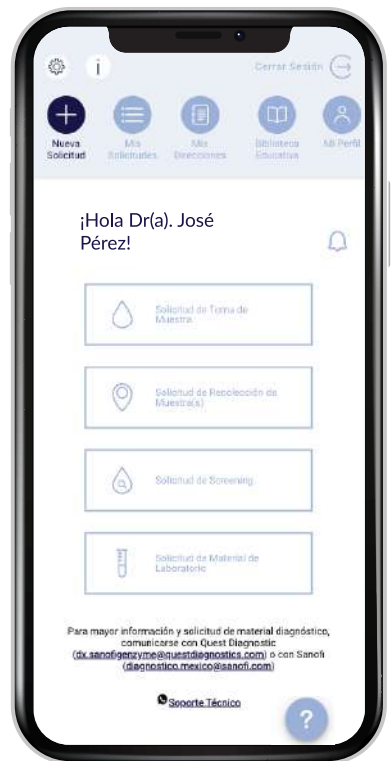 Cerrar Sesión
Nueva
Solicitud
Mis
Solicitudes
Mis
Direcciones
Biblioteca
Educativa
Mi Perfil
¡Hola Dr(a). José
Pérez!
Solicitud de Toma de
Muestra
Solicitud de Recolección de
Muestra(s)
Solicitud de Screening
Solicitud de Material de
Laboratorio
Para mayor información y solicitud de material diagnóstico,
comunicarse con Quest Diagnostic
(dx.sanofigenzyme@questdiagnostics.com) o con Sanofi
(diagnostico.mexico@sanofi.com)
Soporte Técnico
?